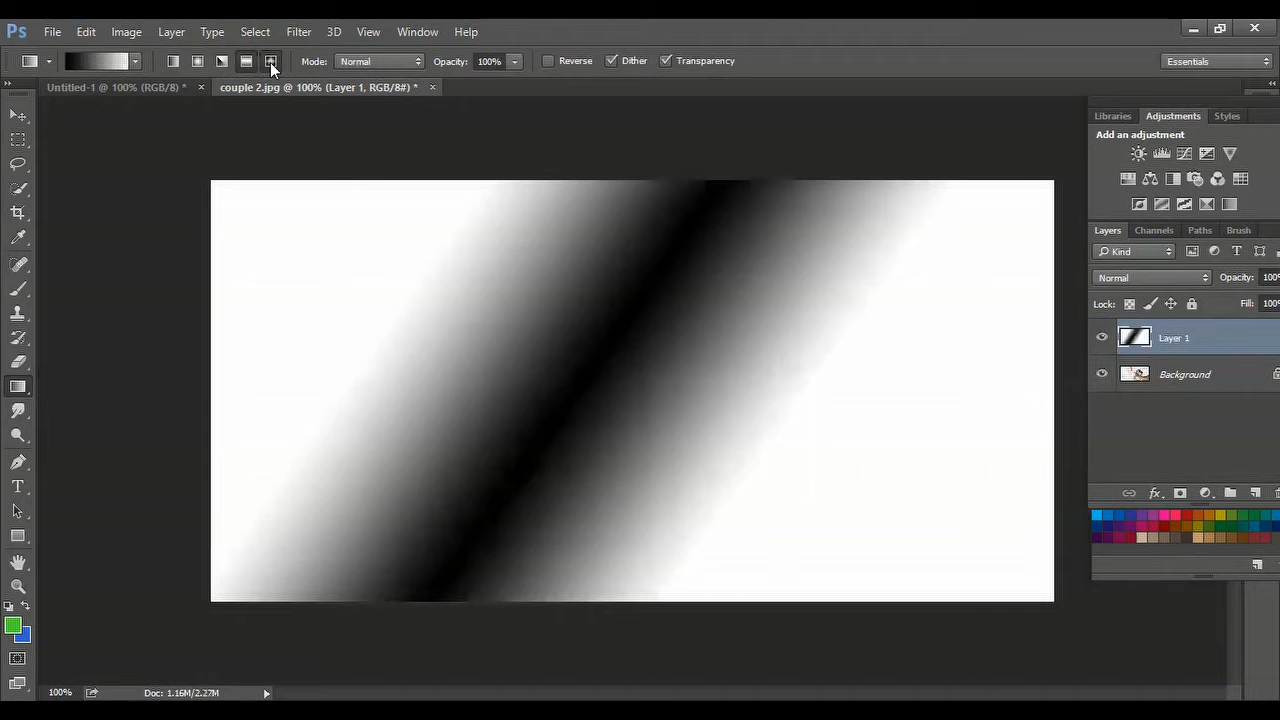 Ps File Edit Image Layer Type Select Filter 3D View Window Help
Mode: Normal Opacity: 100% Reverse Dither Transparency Essentials
Untitled-1 @ 100% (RGB/8) * × couple 2.jpg @ 100% (Layer 1, RGB/8#) * ×
Libraries Adjustments Styles
Add an adjustment
Layers Channels Paths Brush
Kind
Normal Opacity: 100%
Lock: Fill: 100%
Layer 1
Background
100% Doc: 1.16M/2.27M